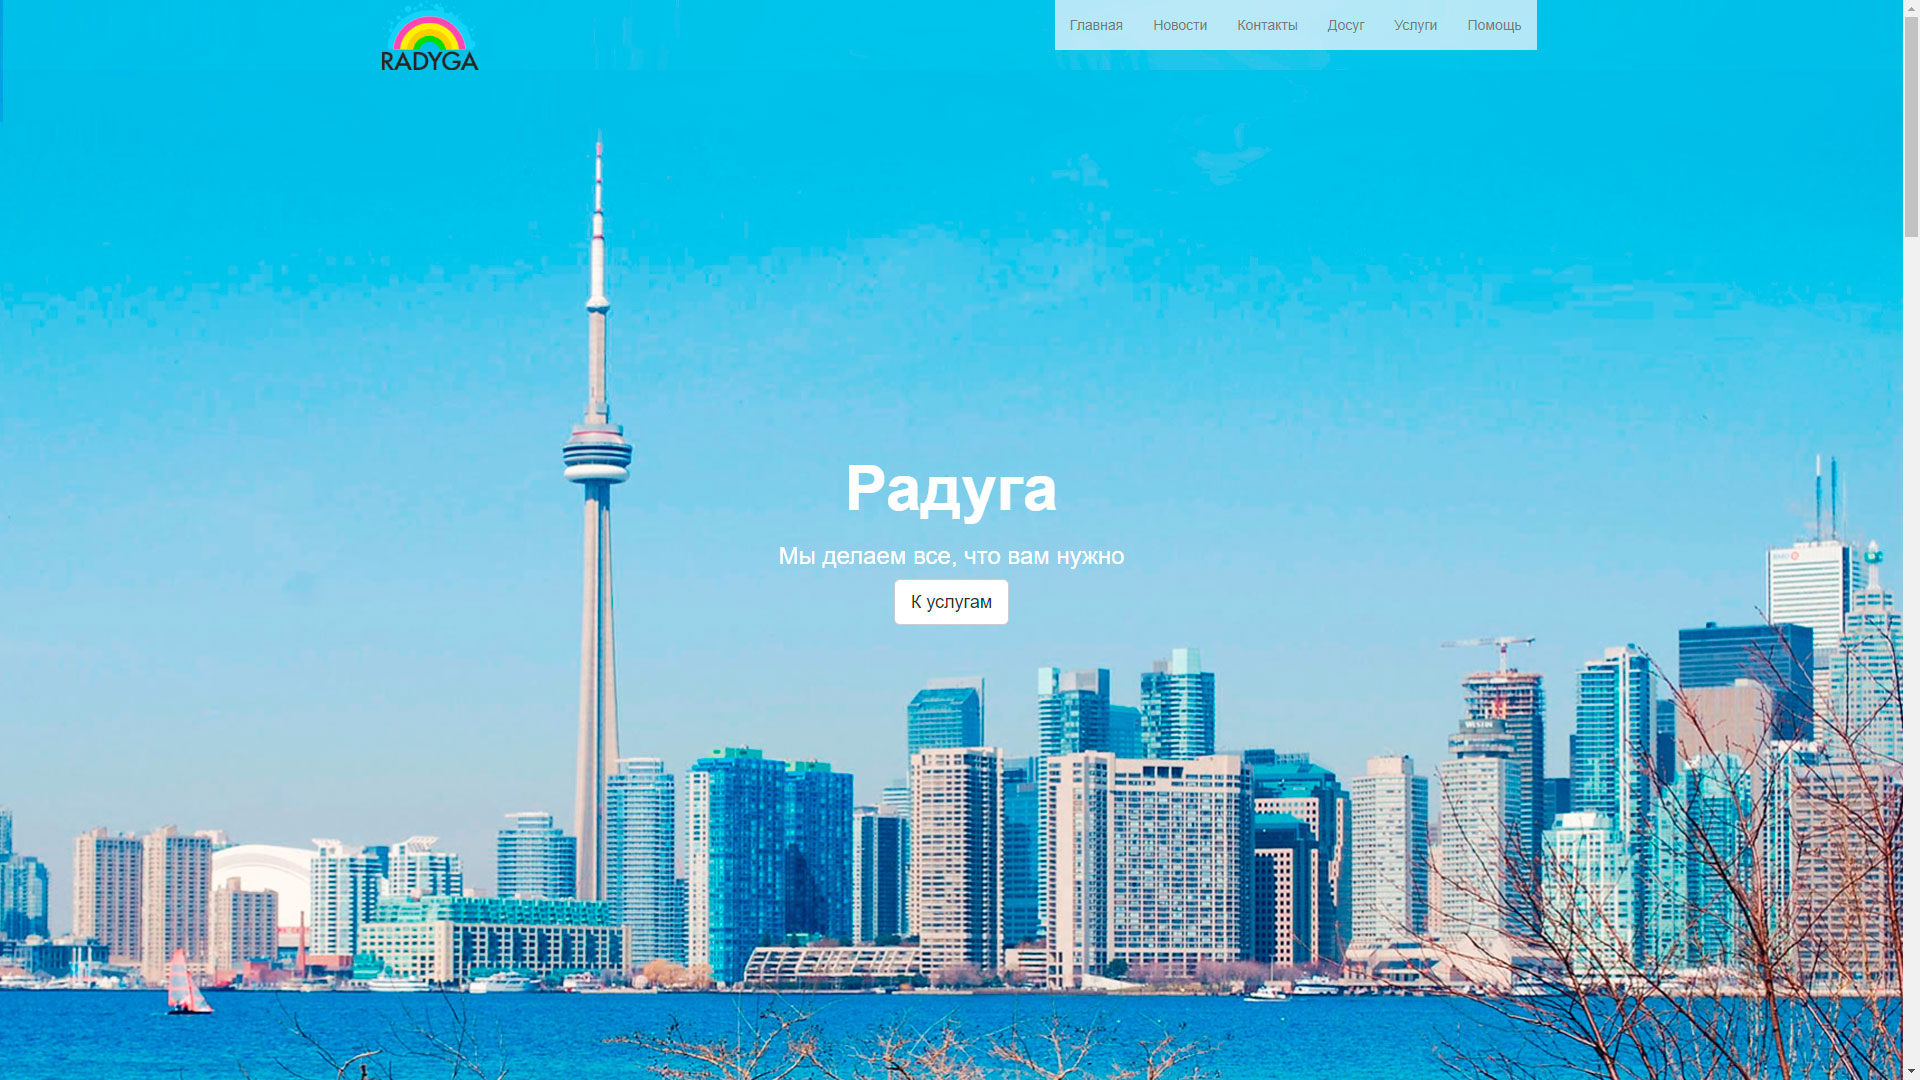 RADYGA
Главная Новости Контакты Досуг Услуги Помощь
Радуга
Мы делаем все, что вам нужно
К услугам